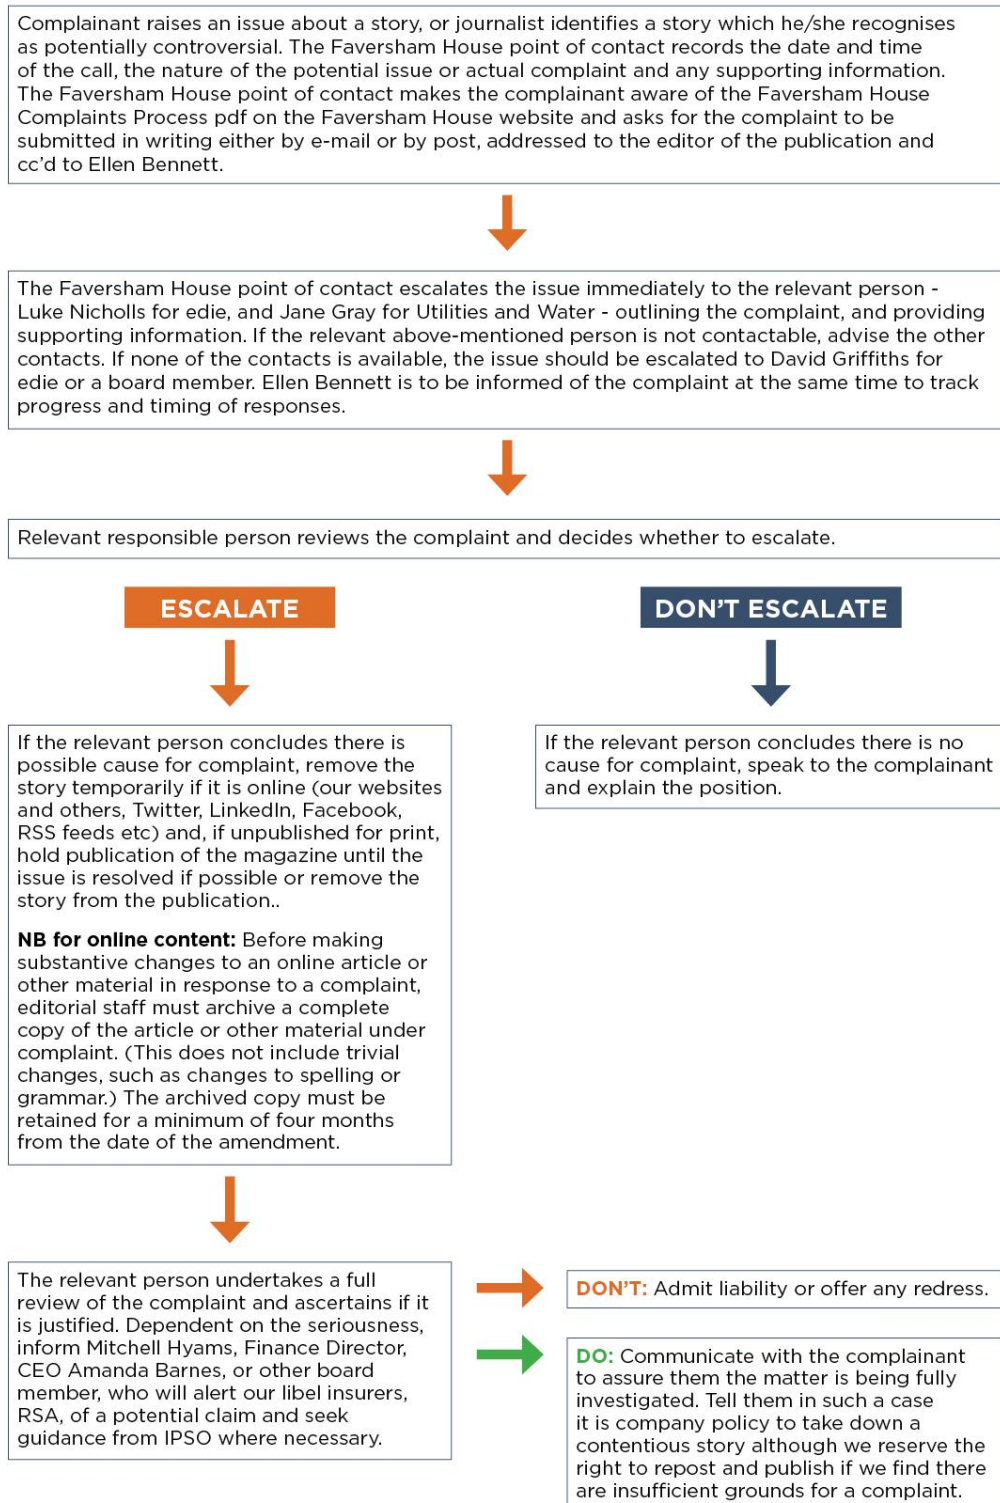 Complainant raises an issue about a story, or journalist identifies a story which he/she recognises
as potentially controversial. The Faversham House point of contact records the date and time
of the call, the nature of the potential issue or actual complaint and any supporting information.
The Faversham House point of contact makes the complainant aware of the Faversham House
Complaints Process pdf on the Faversham House website and asks for the complaint to be
submitted in writing either by e-mail or by post, addressed to the editor of the publication and
cc'd to Ellen Bennett.
The Faversham House point of contact escalates the issue immediately to the relevant person -
Luke Nicholls for edie, and Jane Gray for Utilities and Water - outlining the complaint, and providing
supporting information. If the relevant above-mentioned person is not contactable, advise the other
contacts. If none of the contacts is available, the issue should be escalated to David Griffiths for
edie or a board member. Ellen Bennett is to be informed of the complaint at the same time to track
progress and timing of responses.
Relevant responsible person reviews the complaint and decides whether to escalate.
ESCALATE
If the relevant person concludes there is
possible cause for complaint, remove the
story temporarily if it is online (our websites
and others, Twitter, LinkedIn, Facebook,
RSS feeds etc) and, if unpublished for print,
hold publication of the magazine until the
issue is resolved if possible or remove the
story from the publication..
NB for online content: Before making
substantive changes to an online article or
other material in response to a complaint,
editorial staff must archive a complete
copy of the article or other material under
complaint. (This does not include trivial
changes, such as changes to spelling or
grammar.) The archived copy must be
retained for a minimum of four months
from the date of the amendment.
The relevant person undertakes a full
review of the complaint and ascertains if it
is justified. Dependent on the seriousness,
inform Mitchell Hyams, Finance Director,
CEO Amanda Barnes, or other board
member, who will alert our libel insurers,
RSA, of a potential claim and seek
guidance from IPSO where necessary.
DON'T: Admit liability or offer any redress.
DO: Communicate with the complainant
to assure them the matter is being fully
investigated. Tell them in such a case
it is company policy to take down a
contentious story although we reserve the
right to repost and publish if we find there
are insufficient grounds for a complaint.
DON'T ESCALATE
If the relevant person concludes there is no
cause for complaint, speak to the complainant
and explain the position.